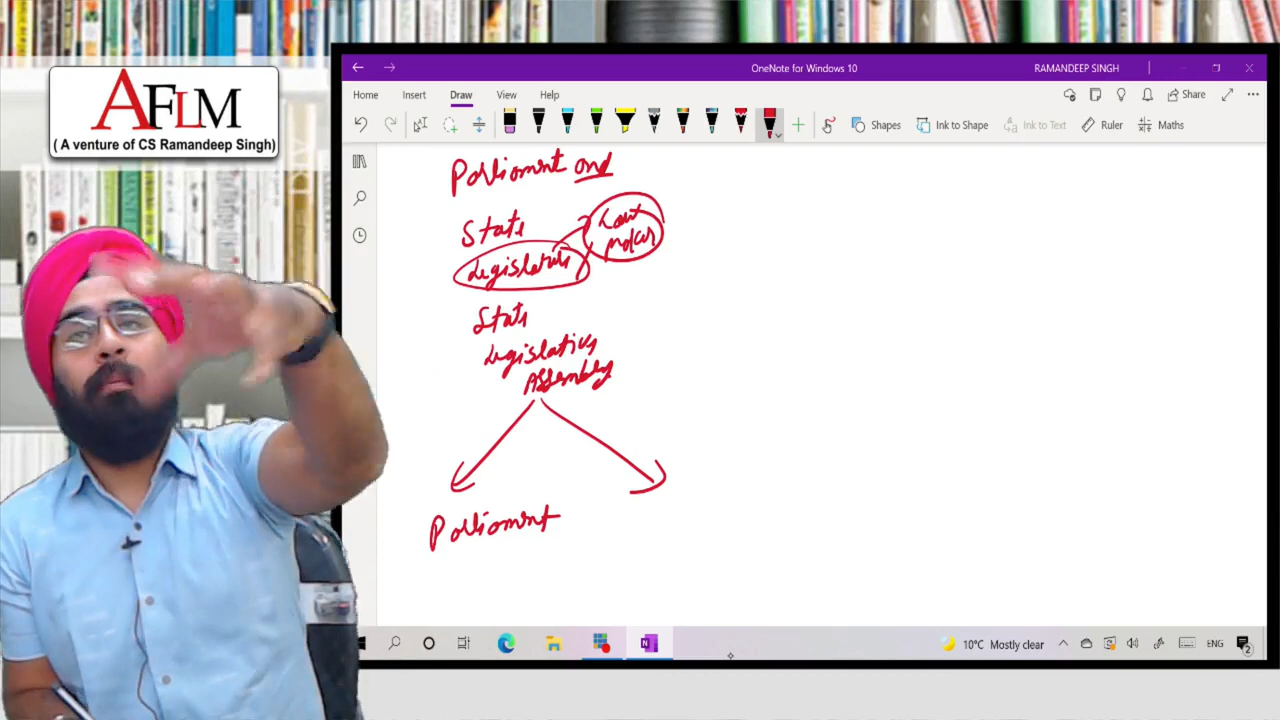 AFLM
( A venture of CS Ramandeep Singh)
OneNote for Windows 10
RAMANDEEP SINGH
Home Insert Draw View Help
Share
Shapes
Ink to Shape
Ink to Text
Ruler
Maths
Parliament and
State
Legislature
Law
maker
State
Legislative
Assembly
Parliament
10°C Mostly clear
ENG
2